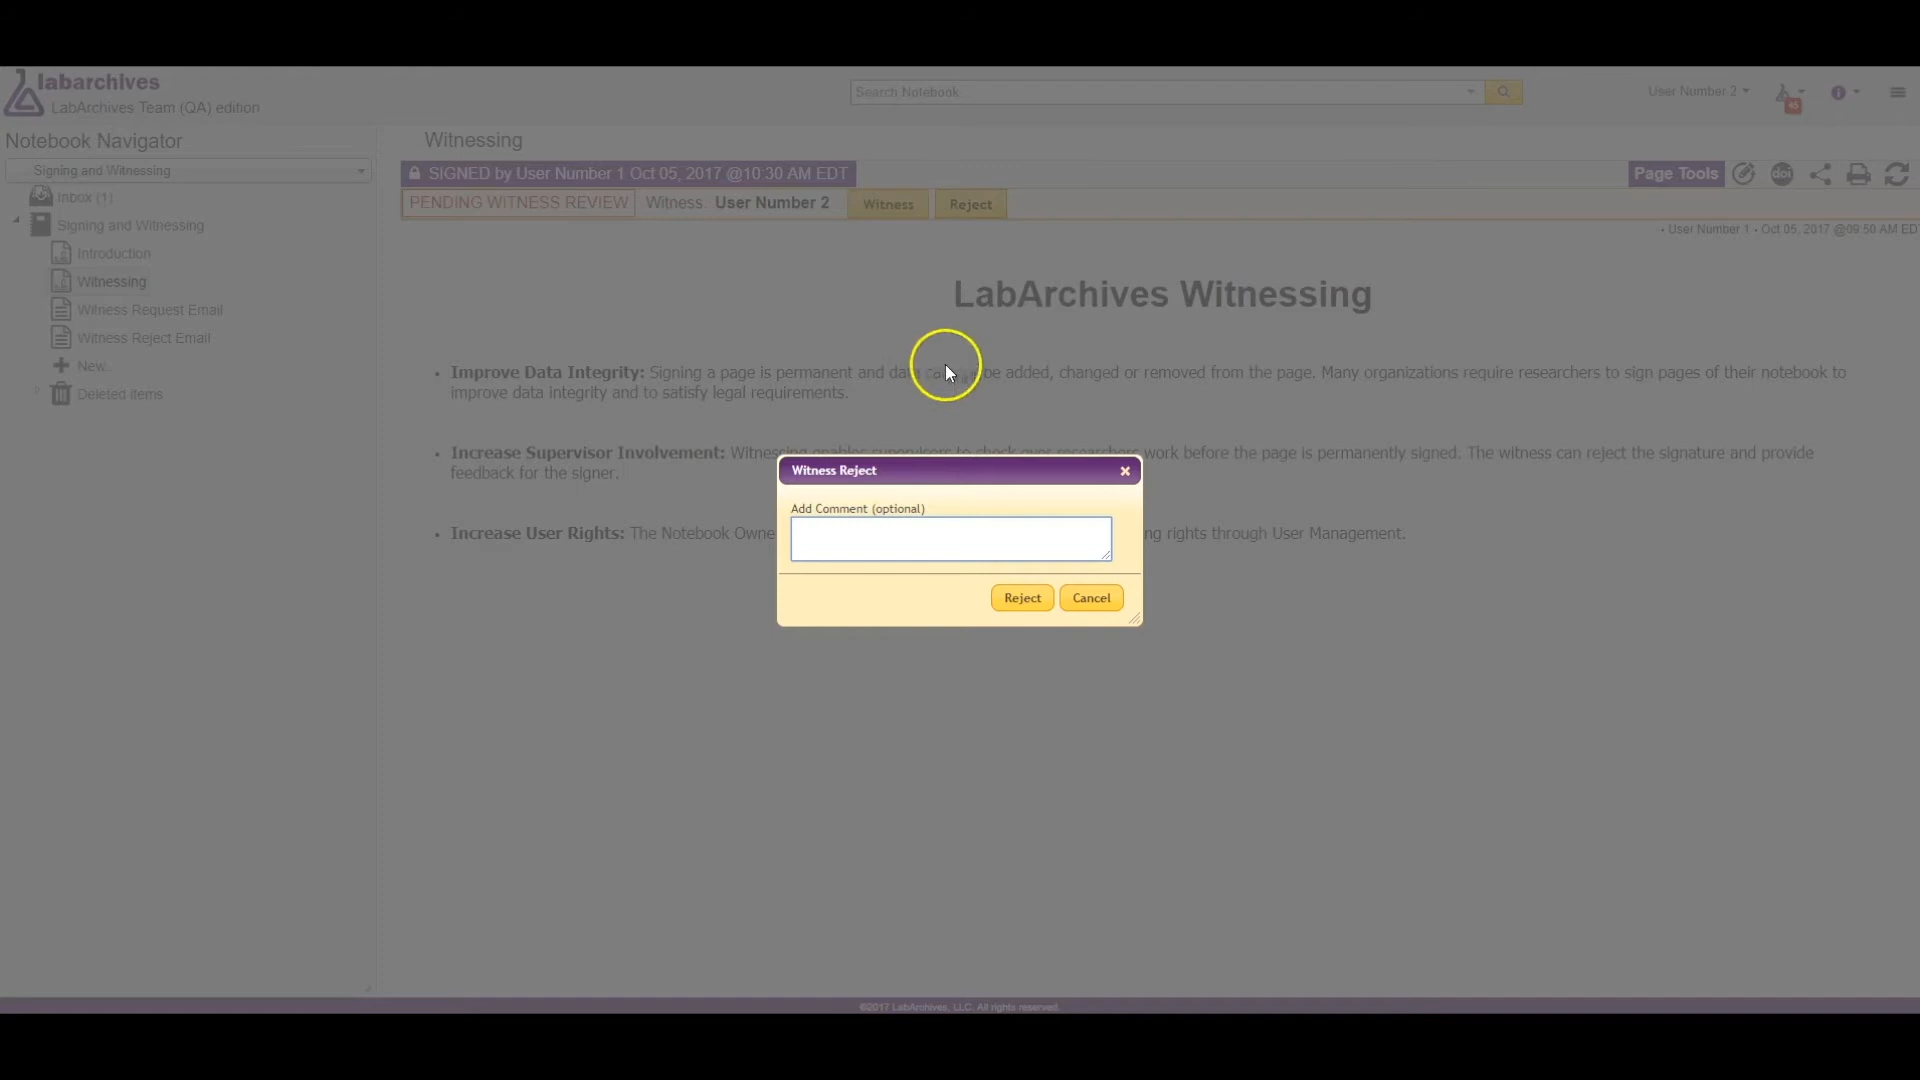 labarchives
LabArchives Team (QA) edition
Search Notebook
User Number 2
45
Notebook Navigator
Signing and Witnessing
Inbox (1)
Signing and Witnessing
Introduction
Witnessing
Witness Request Email
Witness Reject Email
New..
Deleted Items
Witnessing
SIGNED by User Number 1 Oct 05, 2017 @10:30 AM EDT
Page Tools
doi
PENDING WITNESS REVIEW Witness: User Number 2 Witness Reject
• User Number 1 • Oct 05, 2017 @09:50 AM ED
LabArchives Witnessing
• Improve Data Integrity: Signing a page is permanent and data be added, changed or removed from the page. Many organizations require researchers to sign pages of their notebook to
improve data integrity and to satisfy legal requirements.
• Increase Supervisor Involvement: Witnessing enables supervisors to check over researchers work before the page is permanently signed. The witness can reject the signature and provide
feedback for the signer.
• Increase User Rights: The Notebook Owne ng rights through User Management.
Witness Reject
Add Comment (optional)
Reject Cancel
©2017 LabArchives, LLC. All rights reserved.